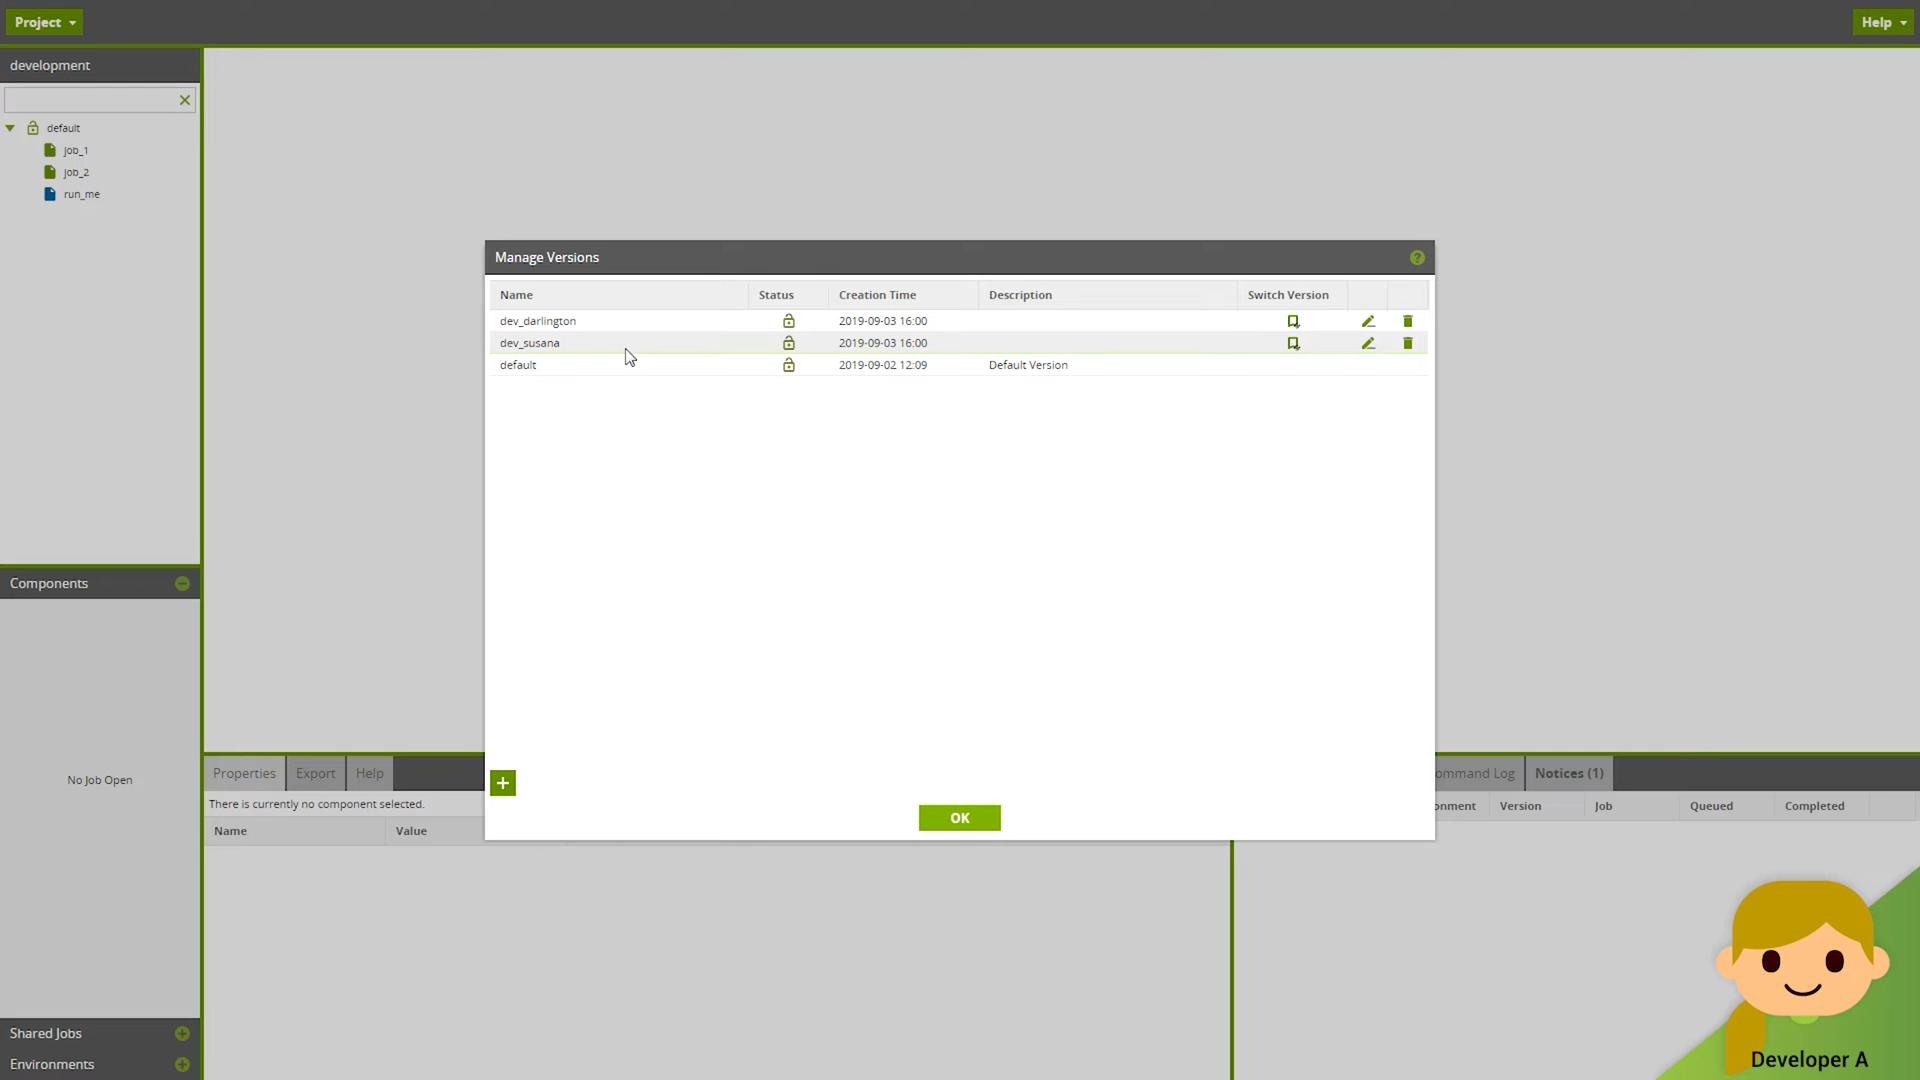 Project
Help
development
default
job_1
job_2
run_me
Manage Versions
?
Name Status Creation Time Description Switch Version
dev_darlington 2019-09-03 16:00
dev_susana 2019-09-03 16:00
default 2019-09-02 12:09 Default Version
OK
Components
No Job Open
Shared Jobs
Environments
Properties Export Help
There is currently no component selected.
Name Value
ommand Log Notices (1)
onment Version Job Queued Completed
Developer A